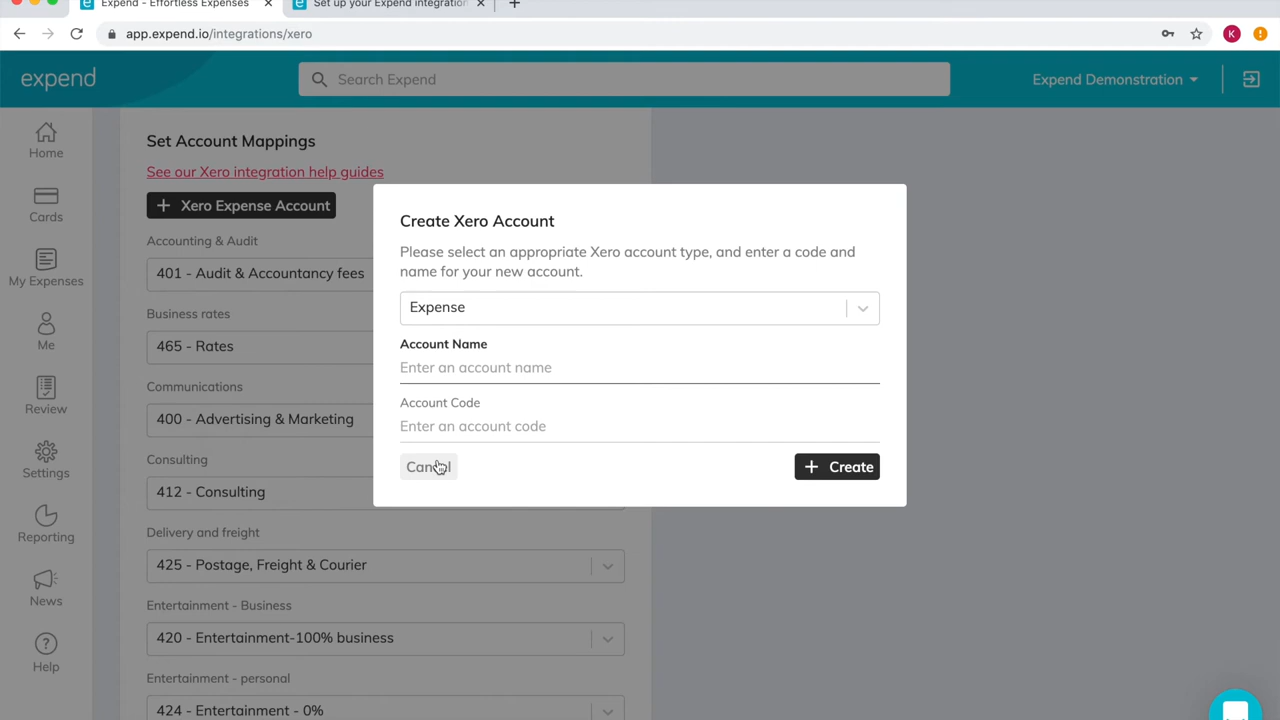 Expend - Effortless Expenses
Set up your Expend integration
app.expend.io/integrations/xero
K
expend
Search Expend
Expend Demonstration
Home
Cards
My Expenses
Me
Review
Settings
Reporting
News
Help
Set Account Mappings
See our Xero integration help guides
Xero Expense Account
Accounting & Audit
401 - Audit & Accountancy fees
Business rates
465 - Rates
Communications
400 - Advertising & Marketing
Consulting
412 - Consulting
Delivery and freight
425 - Postage, Freight & Courier
Entertainment - Business
420 - Entertainment-100% business
Entertainment - personal
424 - Entertainment - 0%
Create Xero Account
Please select an appropriate Xero account type, and enter a code and
name for your new account.
Expense
Account Name
Enter an account name
Account Code
Enter an account code
Cancel
Create